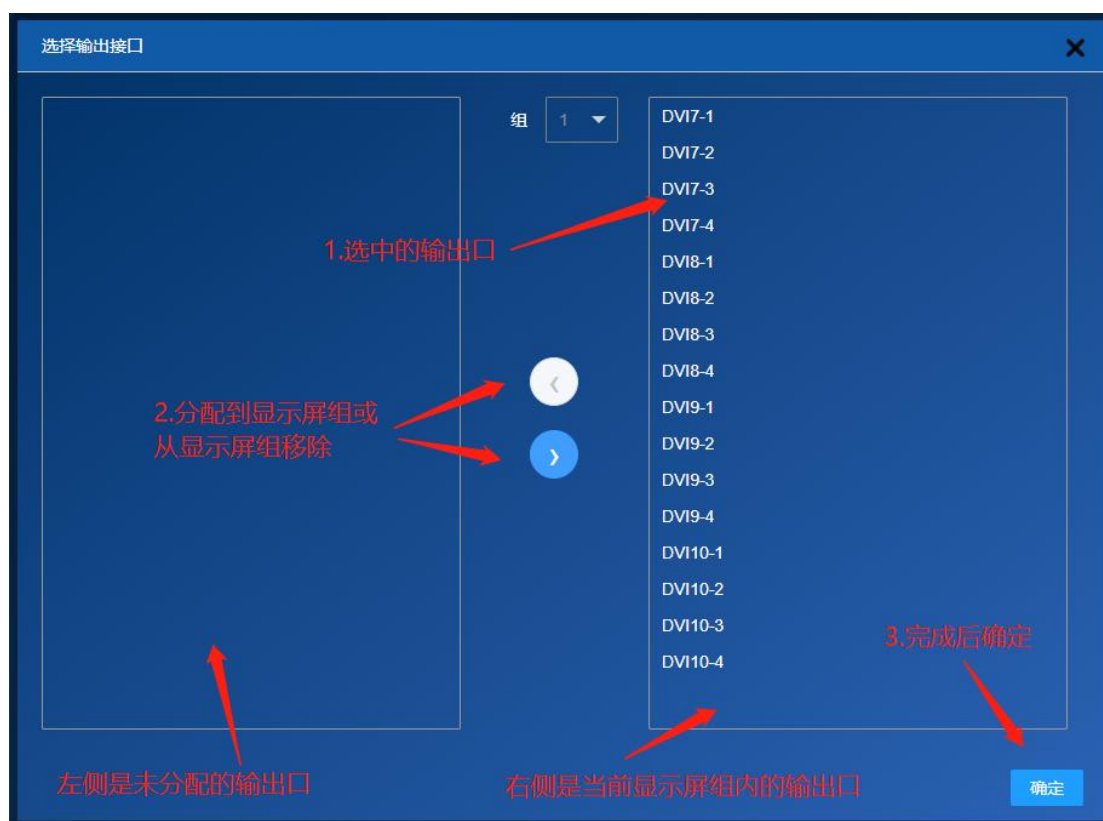 选择输出接口
组 1
DVI7-1
DVI7-2
DVI7-3
DVI7-4
1.选中的输出口
DVI8-1
DVI8-2
DVI8-3
DVI8-4
2.分配到显示屏组或
从显示屏组移除
DVI9-1
DVI9-2
DVI9-3
DVI9-4
DVI10-1
DVI10-2
DVI10-3
DVI10-4
3.完成后确定
左侧是未分配的输出口
右侧是当前显示屏组内的输出口
确定